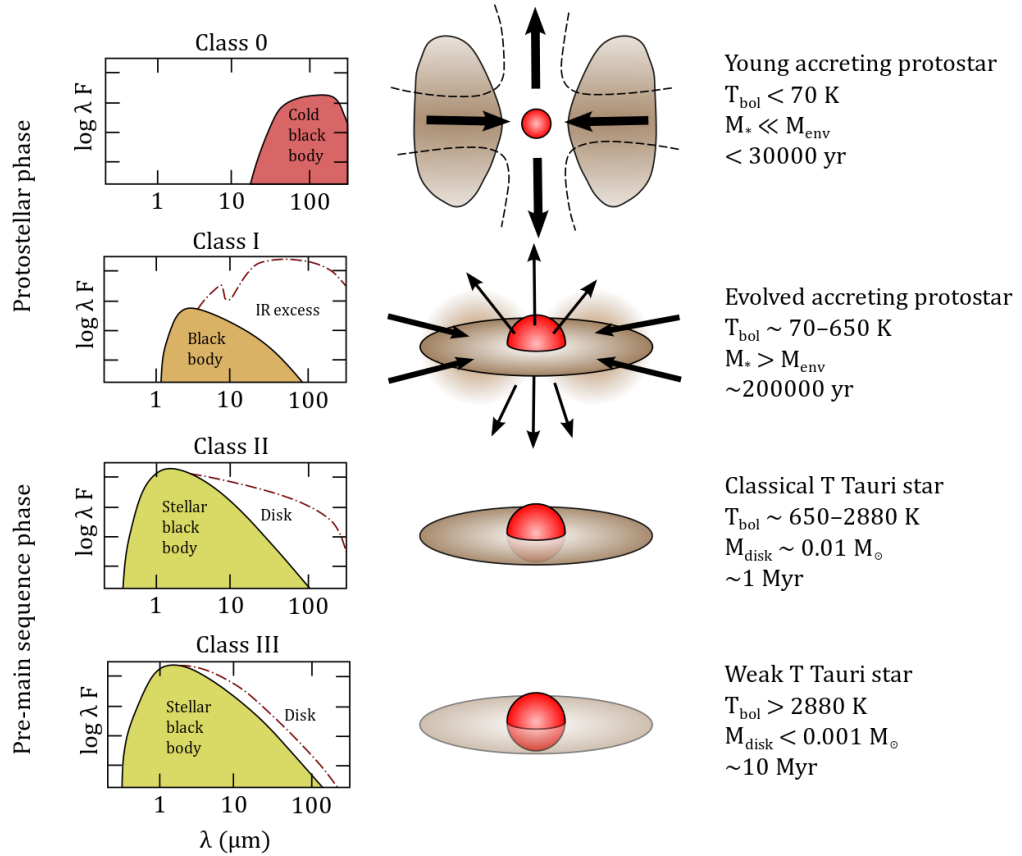 Protostellar phase
Class 0
log λ F
Cold
black
body
1 10 100
Young accreting protostar
T_bol < 70 K
M_* ≪ M_env
< 30000 yr
Class I
log λ F
IR excess
Black
body
1 10 100
Evolved accreting protostar
T_bol ~ 70–650 K
M_* > M_env
~200000 yr
Pre-main sequence phase
Class II
log λ F
Stellar
black
body
Disk
1 10 100
Classical T Tauri star
T_bol ~ 650–2880 K
M_disk ~ 0.01 M_☉
~1 Myr
Class III
log λ F
Stellar
black
body
Disk
1 10 100
λ (μm)
Weak T Tauri star
T_bol > 2880 K
M_disk < 0.001 M_☉
~10 Myr